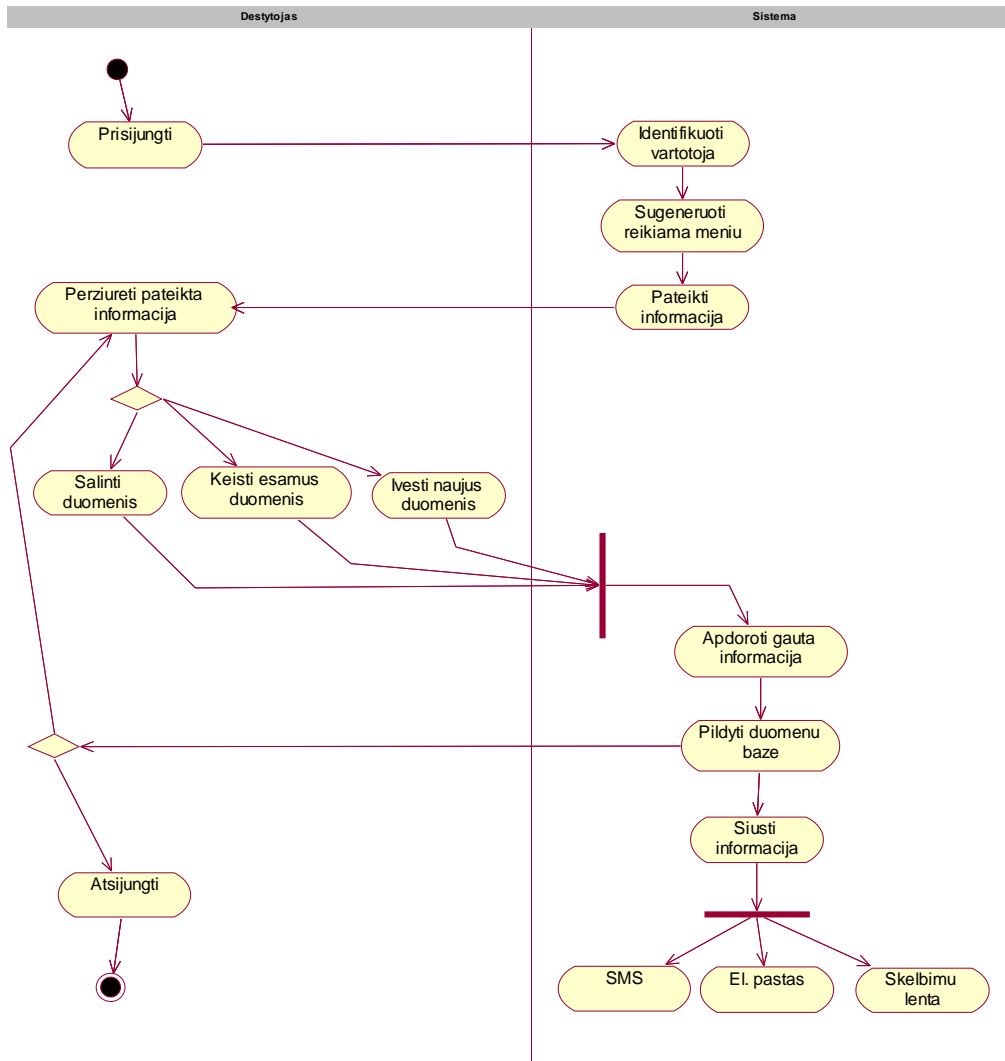 Destytojas
Sistema
Prisijungti
Identifikuoti
vartotoja
Sugeneruoti
reikiama meniu
Perziureti pateikta
informacija
Pateikti
informacija
Salinti
duomenis
Keisti esamus
duomenis
Ivesti naujus
duomenis
Apdoroti gauta
informacija
Pildyti duomenu
baze
Siusti
informacija
Atsijungti
SMS
El. pastas
Skelbimu
lenta